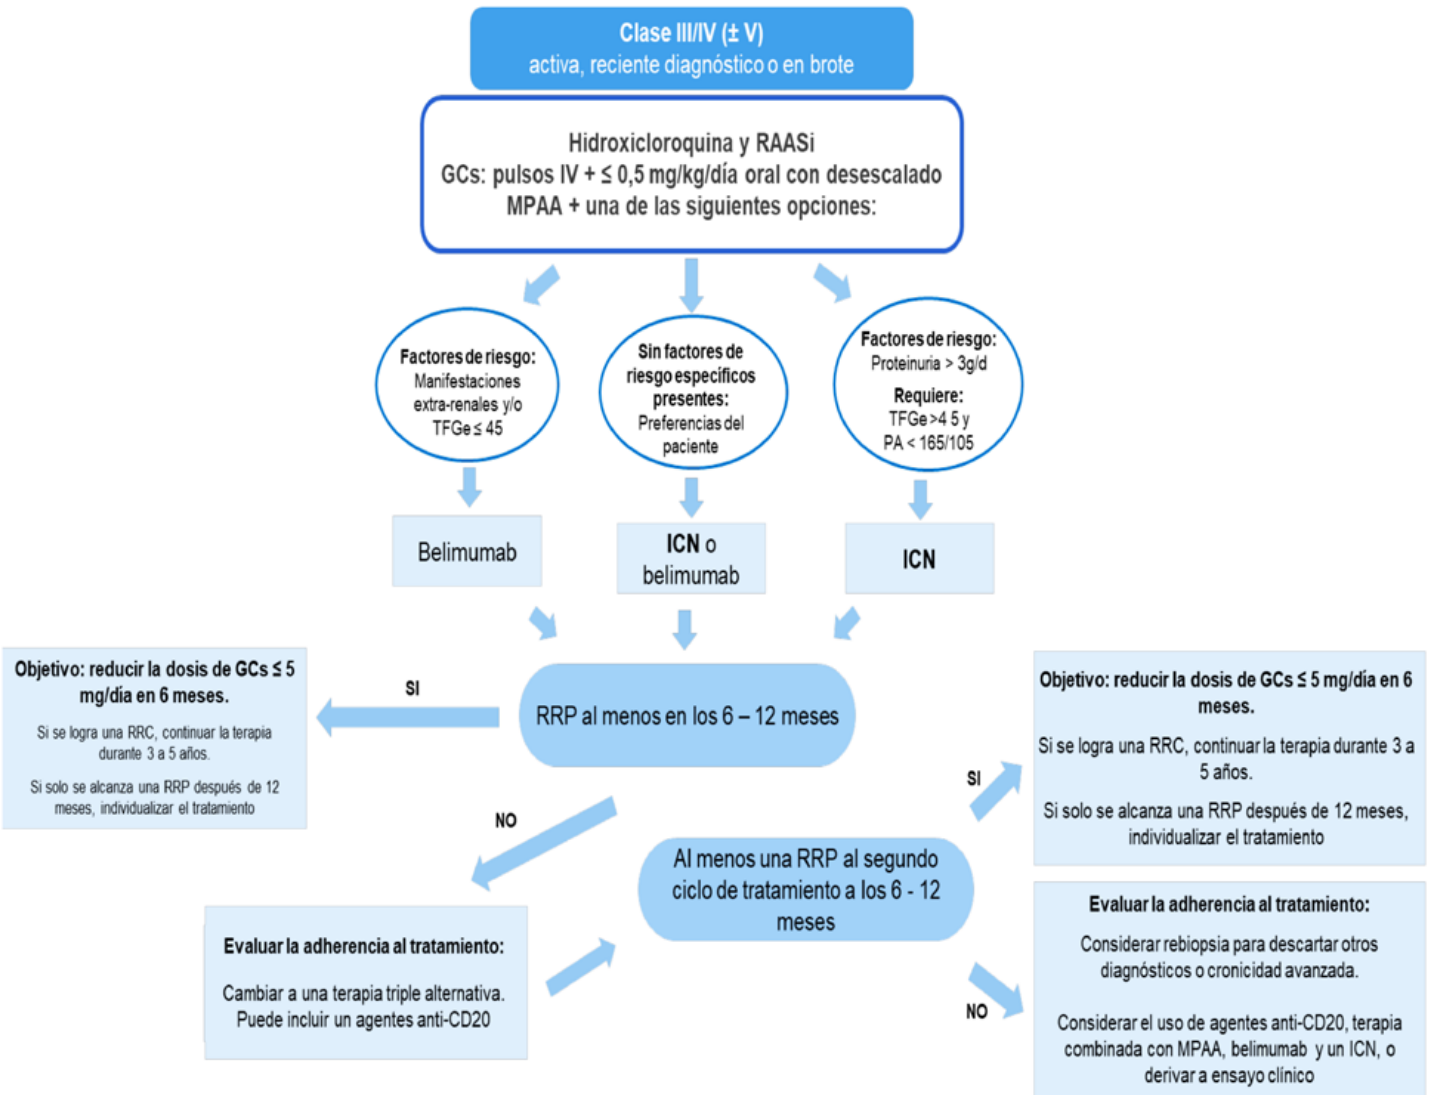 Clase III/IV (± V)
activa, reciente diagnóstico o en brote
Hidroxicloroquina y RAASi
GCs: pulsos IV + ≤ 0,5 mg/kg/día oral con desescalado
MPAA + una de las siguientes opciones:
Factores de riesgo:
Manifestaciones
extra-renales y/o
TFGe ≤ 45
Sin factores de
riesgo específicos
presentes:
Preferencias del
paciente
Factores de riesgo:
Proteinuria > 3g/d
Requiere:
TFGe >4 5 y
PA < 165/105
Belimumab
ICN o
belimumab
ICN
RRP al menos en los 6 – 12 meses
SI
Objetivo: reducir la dosis de GCs ≤ 5
mg/día en 6 meses.
Si se logra una RRC, continuar la terapia
durante 3 a 5 años.
Si solo se alcanza una RRP después de 12
meses, individualizar el tratamiento
NO
Evaluar la adherencia al tratamiento:
Cambiar a una terapia triple alternativa.
Puede incluir un agentes anti-CD20
Al menos una RRP al segundo
ciclo de tratamiento a los 6 - 12
meses
SI
Objetivo: reducir la dosis de GCs ≤ 5 mg/día en 6
meses.
Si se logra una RRC, continuar la terapia durante 3 a
5 años.
Si solo se alcanza una RRP después de 12 meses,
individualizar el tratamiento
NO
Evaluar la adherencia al tratamiento:
Considerar rebiopsia para descartar otros
diagnósticos o cronicidad avanzada.
Considerar el uso de agentes anti-CD20, terapia
combinada con MPAA, belimumab y un ICN, o
derivar a ensayo clínico